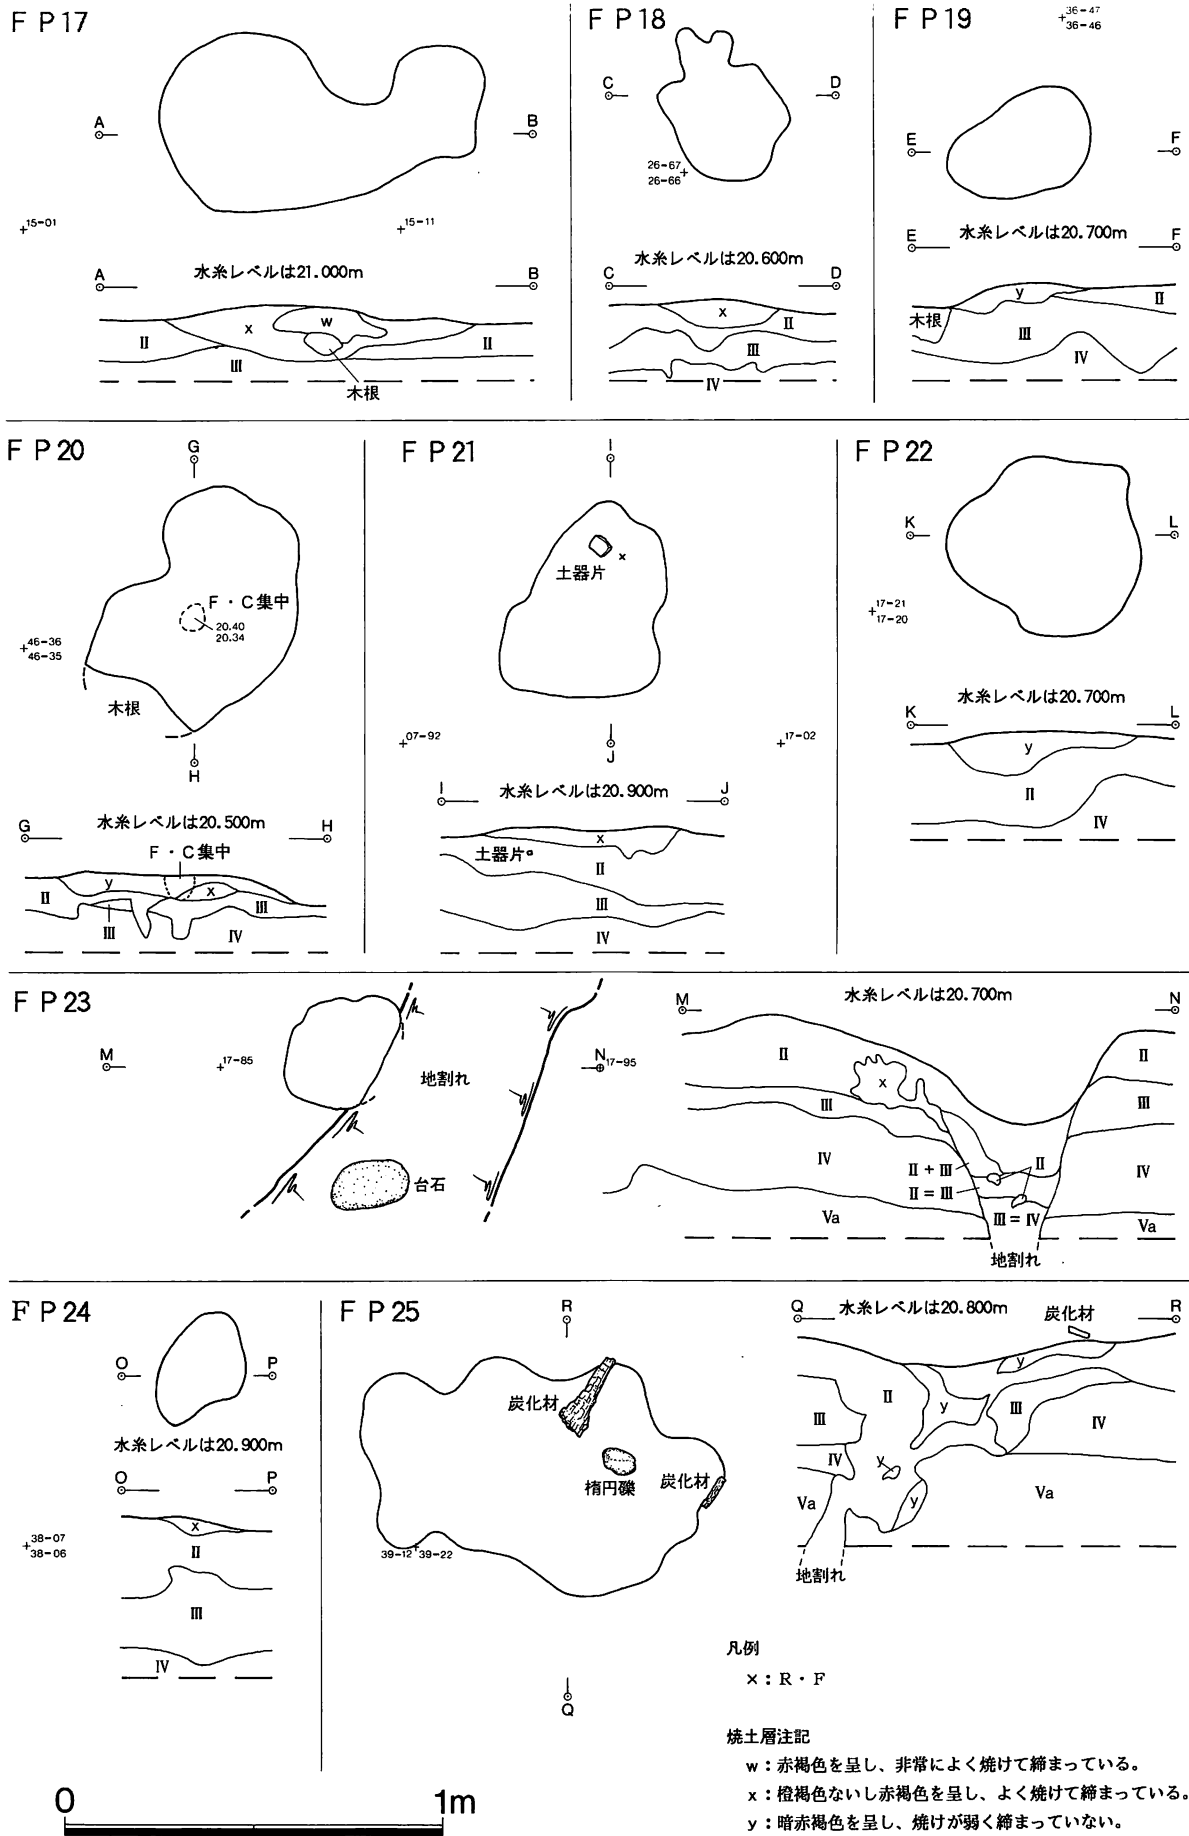 F P 17
A
B
15-01
15-11
水糸レベルは21.000m
A
B
x
w
II
II
III
木根
F P 18
C
D
26-67
26-66
水糸レベルは20.600m
C
D
x
II
III
IV
F P 19
36-47
36-46
E
F
水糸レベルは20.700m
E
F
y
II
木根
III
IV
F P 20
G
F・C集中
20.40
20.34
46-36
46-35
木根
H
水糸レベルは20.500m
G
H
F・C集中
y
x
II
III
III
IV
F P 21
I
x
土器片
07-92
17-02
J
水糸レベルは20.900m
I
J
x
土器片
II
III
IV
F P 22
K
L
17-21
17-20
水糸レベルは20.700m
K
L
y
II
IV
F P 23
M
17-85
N
17-95
地割れ
台石
水糸レベルは20.700m
M
N
II
II
x
III
III
IV
II+III
II
IV
II=III
Va
III=IV
Va
地割れ
F P 24
O
P
水糸レベルは20.900m
O
P
x
II
38-07
38-06
III
IV
F P 25
R
炭化材
楕円礫
炭化材
39-12
39-22
Q
水糸レベルは20.800m
Q
R
炭化材
y
II
y
III
III
IV
IV
y
Va
y
Va
地割れ
凡例
×：R・F
焼土層注記
w：赤褐色を呈し、非常によく焼けて締まっている。
x：橙褐色ないし赤褐色を呈し、よく焼けて締まっている。
y：暗赤褐色を呈し、焼けが弱く締まっていない。
0
1m